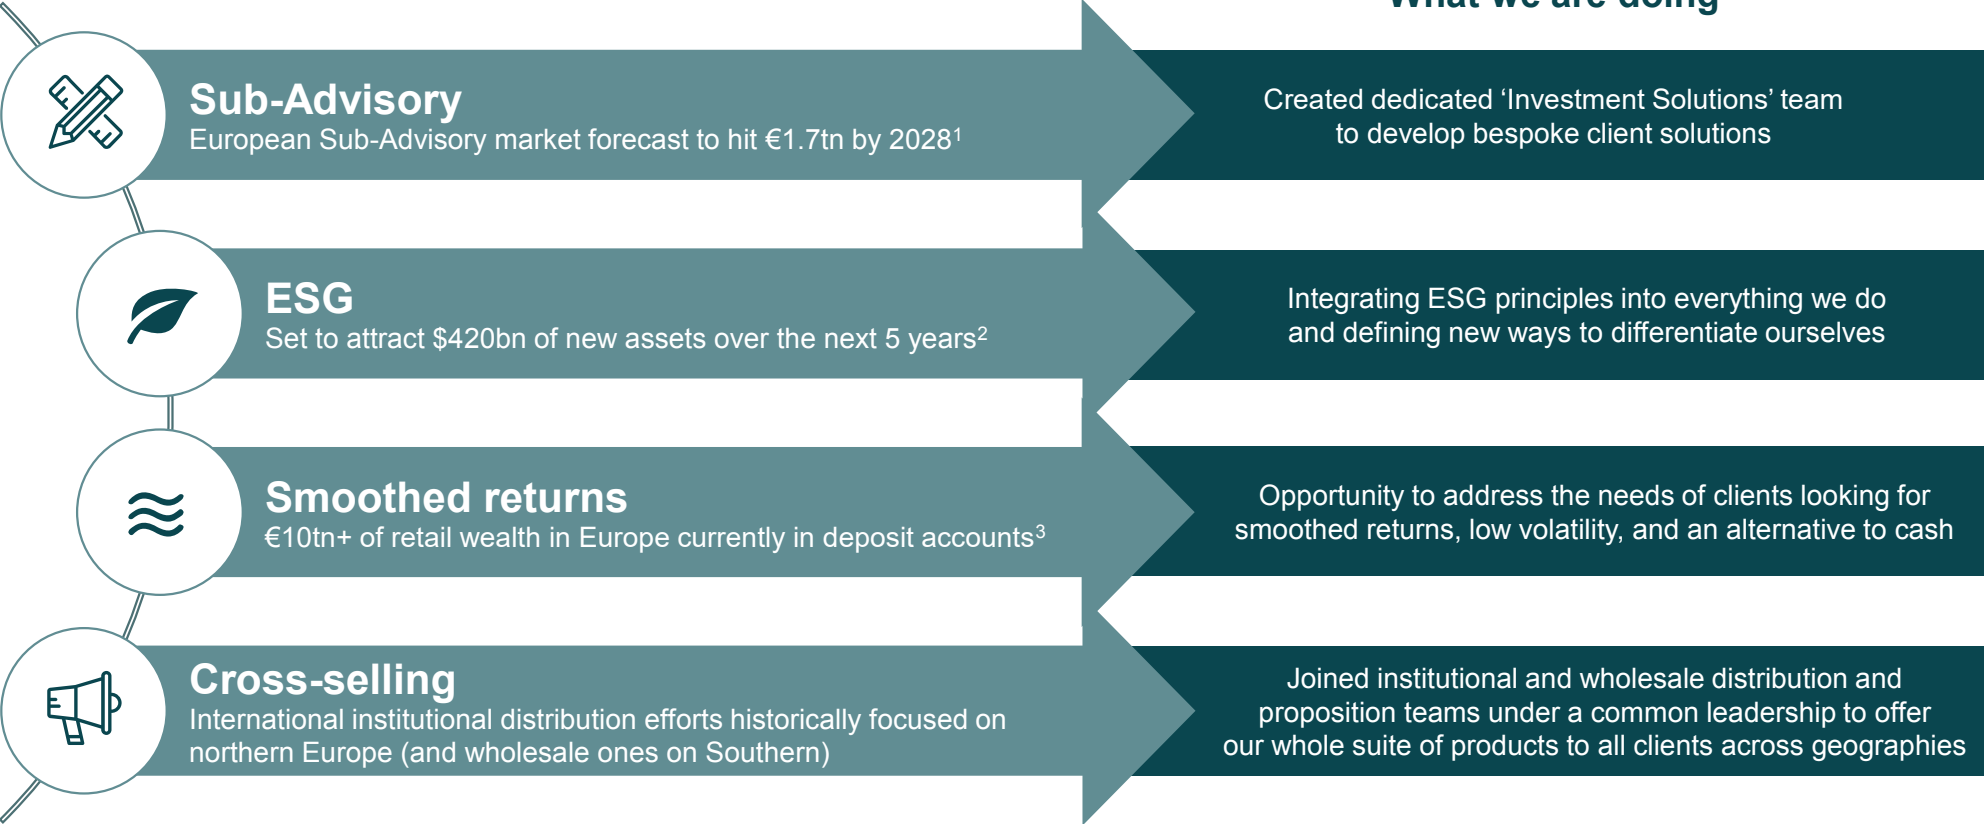 What we are doing
Sub-Advisory
European Sub-Advisory market forecast to hit €1.7tn by 2028¹
Created dedicated ‘Investment Solutions’ team
to develop bespoke client solutions
ESG
Set to attract $420bn of new assets over the next 5 years²
Integrating ESG principles into everything we do
and defining new ways to differentiate ourselves
Smoothed returns
€10tn+ of retail wealth in Europe currently in deposit accounts³
Opportunity to address the needs of clients looking for
smoothed returns, low volatility, and an alternative to cash
Cross-selling
International institutional distribution efforts historically focused on
northern Europe (and wholesale ones on Southern)
Joined institutional and wholesale distribution and
proposition teams under a common leadership to offer
our whole suite of products to all clients across geographies